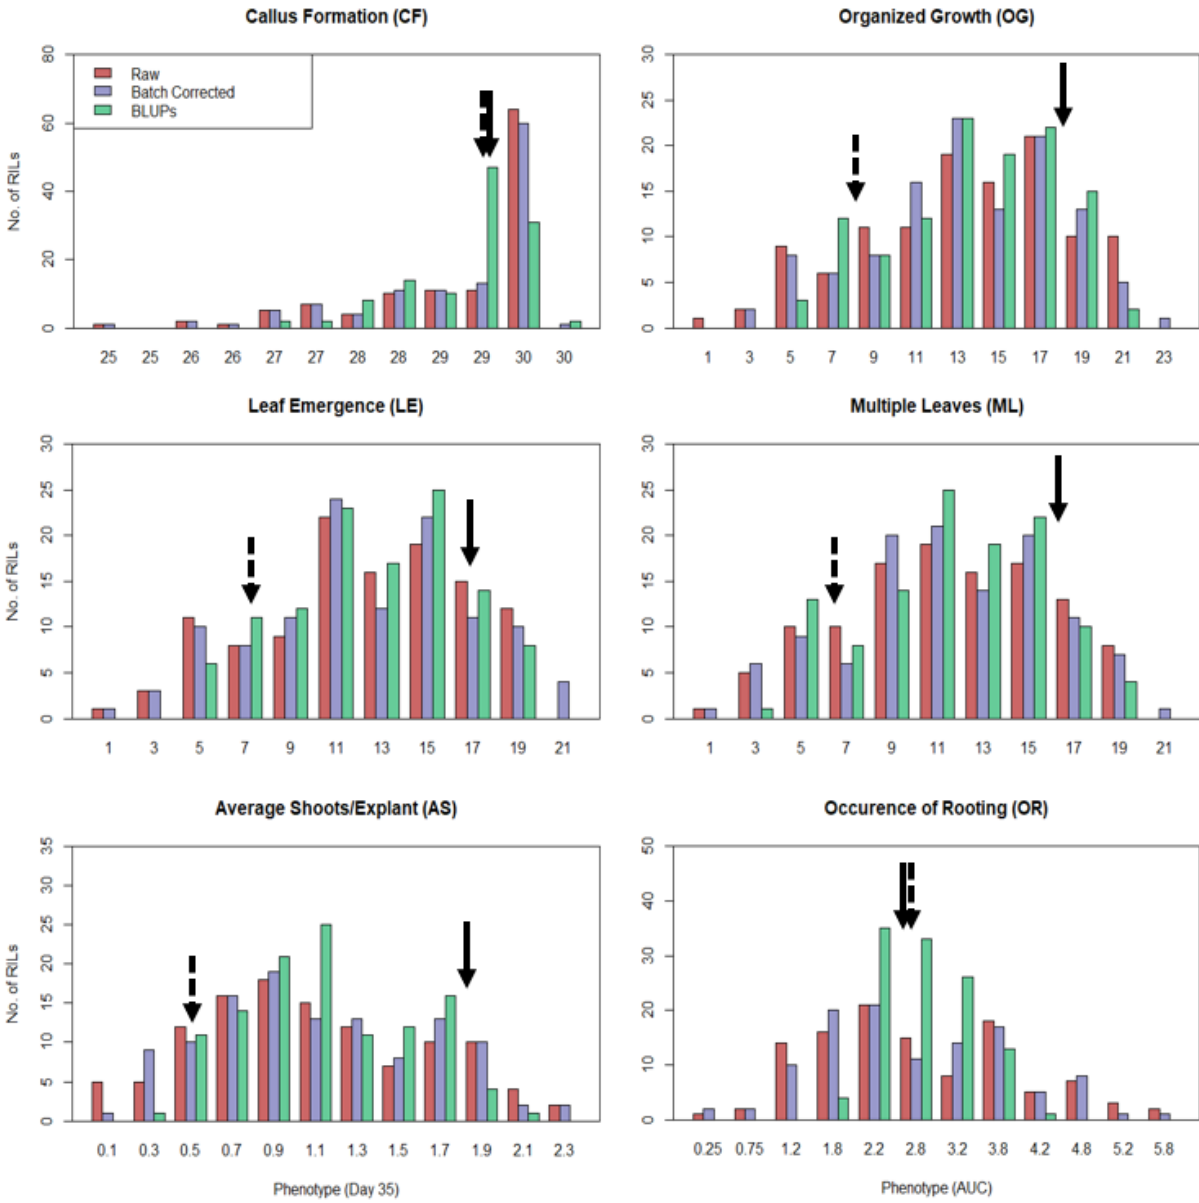 Callus Formation (CF)
80
60
40
20
0
No. of RILs
Raw
Batch Corrected
BLUPs
25 25 26 26 27 27 28 28 29 29 30 30
Organized Growth (OG)
30
25
20
15
10
5
0
1 3 5 7 9 11 13 15 17 19 21 23
Leaf Emergence (LE)
30
25
20
15
10
5
0
No. of RILs
1 3 5 7 9 11 13 15 17 19 21
Multiple Leaves (ML)
30
25
20
15
10
5
0
1 3 5 7 9 11 13 15 17 19 21
Average Shoots/Explant (AS)
35
30
25
20
15
10
5
0
No. of RILs
0.1 0.3 0.5 0.7 0.9 1.1 1.3 1.5 1.7 1.9 2.1 2.3
Phenotype (Day 35)
Occurence of Rooting (OR)
50
40
30
20
10
0
0.25 0.75 1.2 1.8 2.2 2.8 3.2 3.8 4.2 4.8 5.2 5.8
Phenotype (AUC)